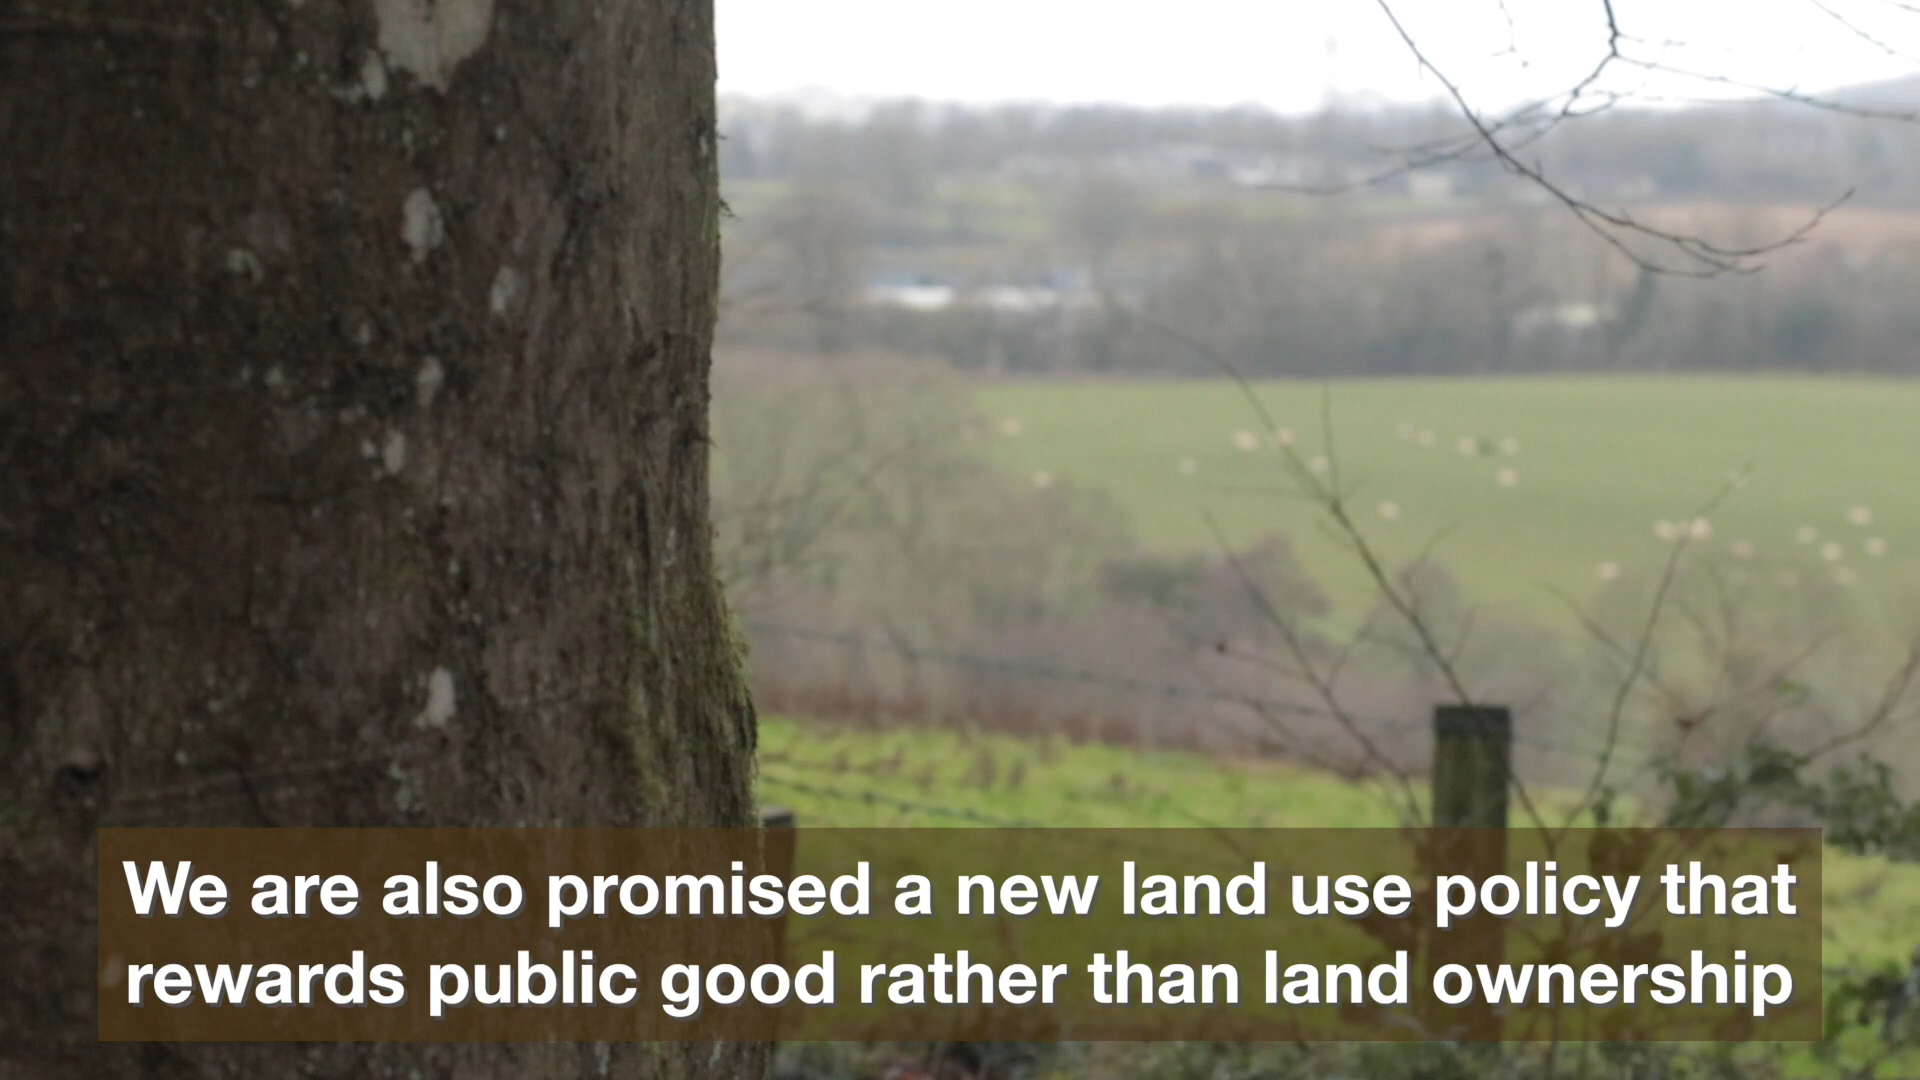 We are also promised a new land use policy that
rewards public good rather than land ownership